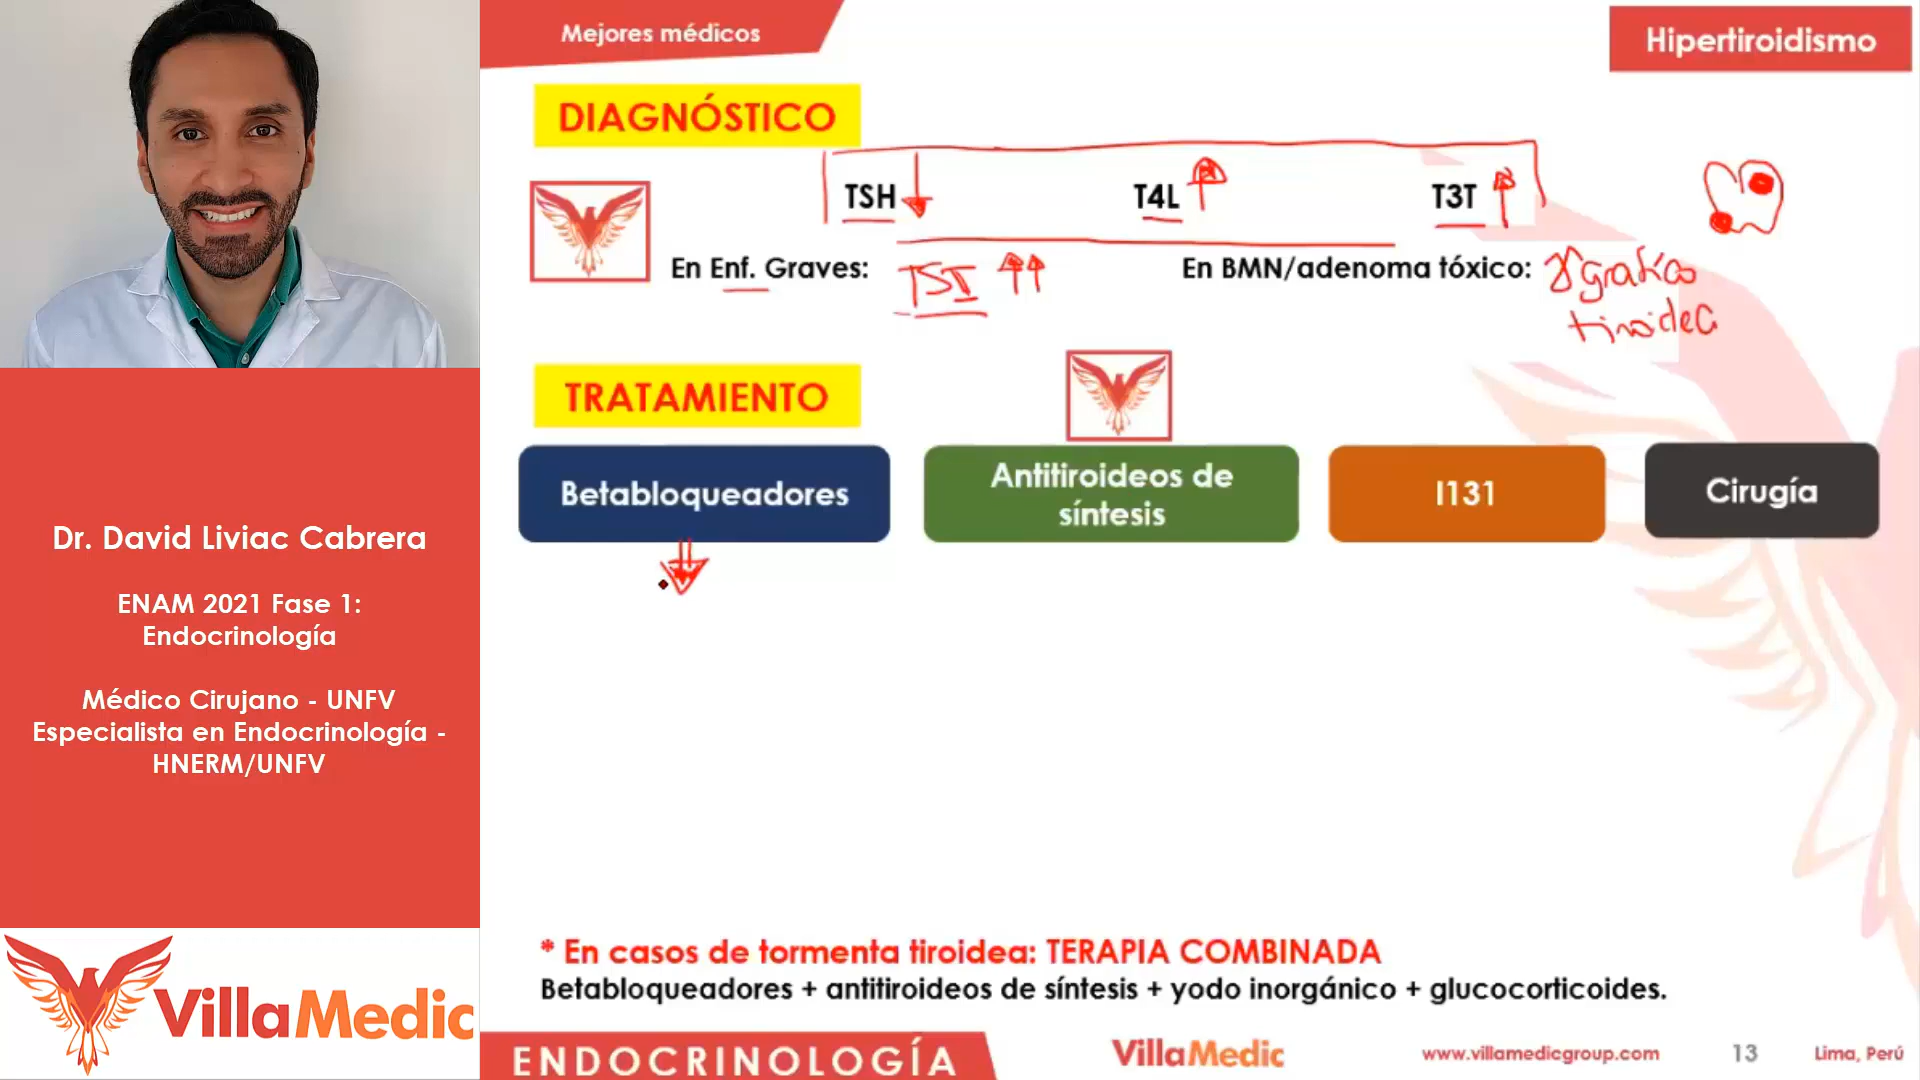 Mejores médicos
Hipertiroidismo
DIAGNÓSTICO
TSH T4L T3T
En Enf. Graves: TSI En BMN/adenoma tóxico:
tiroidea
TRATAMIENTO
Betabloqueadores
Antitiroideos de
síntesis
I131
Cirugía
* En casos de tormenta tiroidea: TERAPIA COMBINADA
Betabloqueadores + antitiroideos de síntesis + yodo inorgánico + glucocorticoides.
Dr. David Liviac Cabrera
ENAM 2021 Fase 1:
Endocrinología
Médico Cirujano - UNFV
Especialista en Endocrinología -
HNERM/UNFV
VillaMedic
ENDOCRINOLOGÍA
VillaMedic
www.villamedicgroup.com
13
Lima, Perú